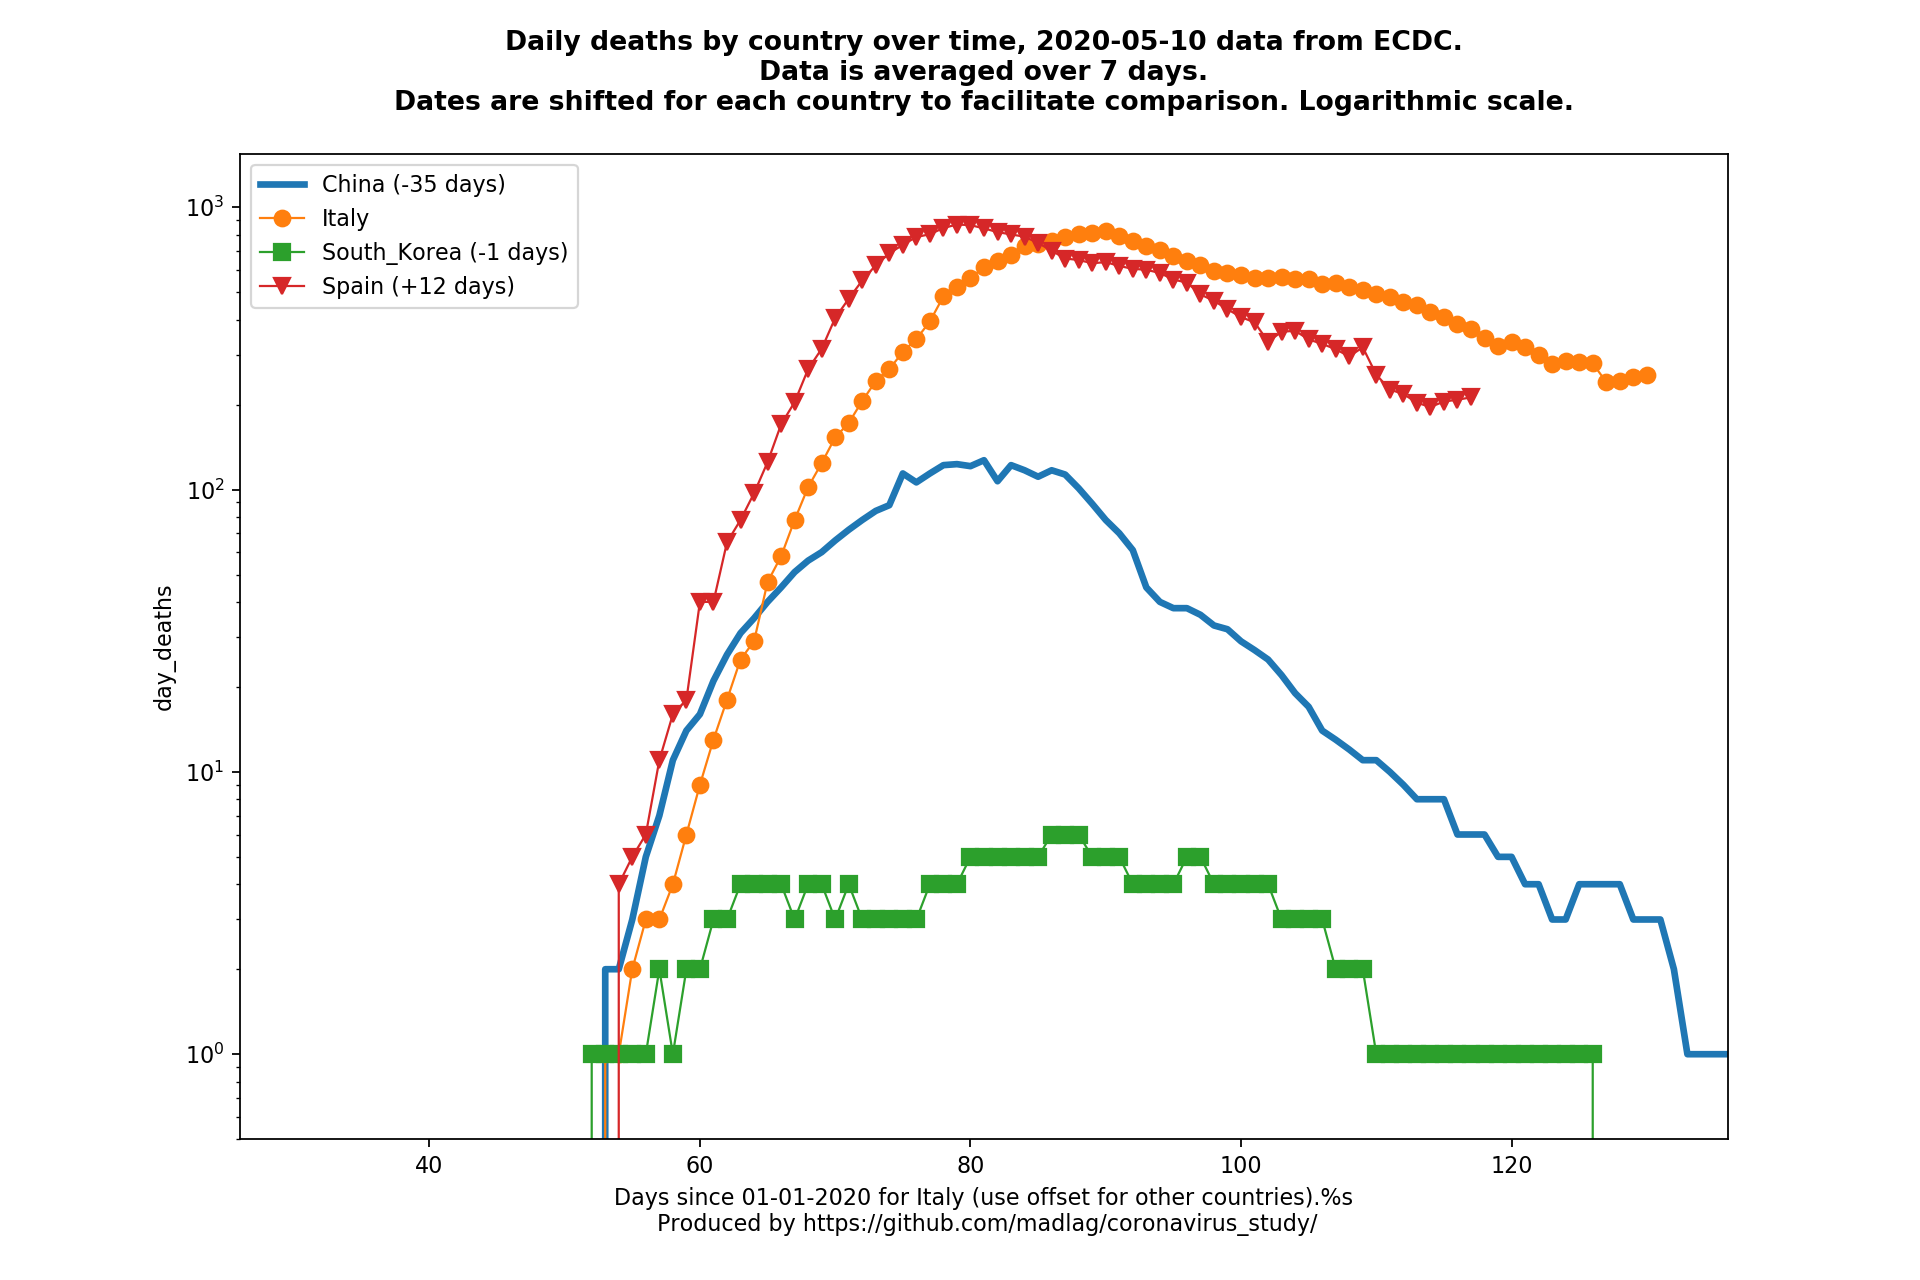 Daily deaths by country over time, 2020-05-10 data from ECDC.
Data is averaged over 7 days.
Dates are shifted for each country to facilitate comparison. Logarithmic scale.
China (-35 days)
Italy
South_Korea (-1 days)
Spain (+12 days)
10³
10²
10¹
10⁰
day_deaths
40 60 80 100 120
Days since 01-01-2020 for Italy (use offset for other countries).%s
Produced by https://github.com/madlag/coronavirus_study/